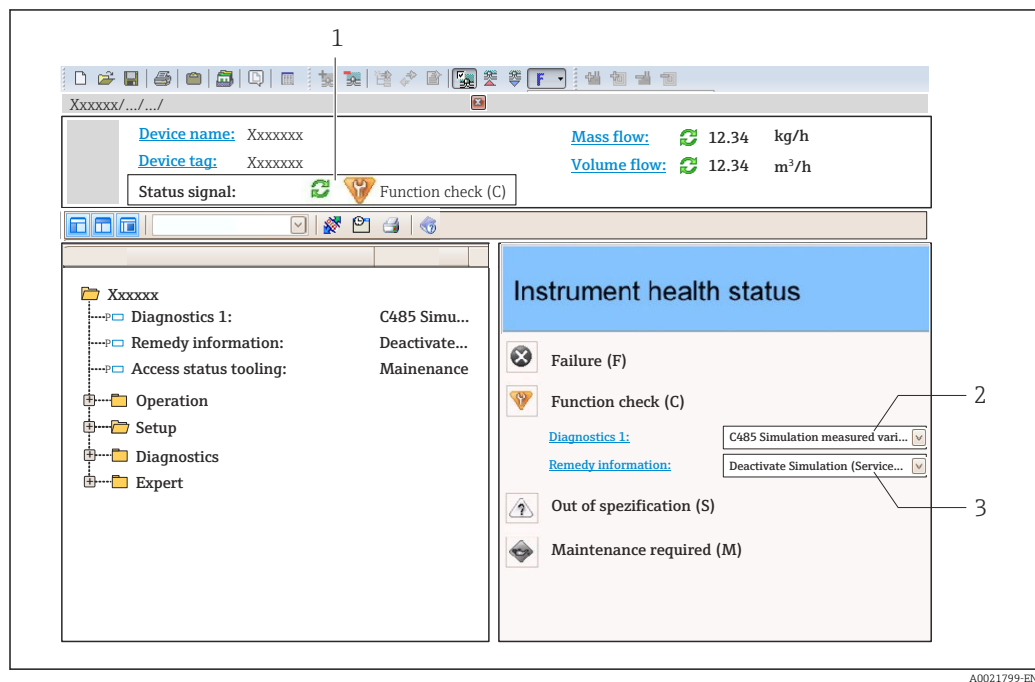 1
F
Xxxxxx/.../.../
Device name: Xxxxxxx
Mass flow: 12.34 kg/h
Device tag: Xxxxxxx
Volume flow: 12.34 m³/h
Status signal: Function check (C)
Xxxxxx
Diagnostics 1: C485 Simu...
Remedy information: Deactivate...
Access status tooling: Mainenance
Operation
Setup
Diagnostics
Expert
Instrument health status
Failure (F)
Function check (C)
2
Diagnostics 1: C485 Simulation measured vari...
Remedy information: Deactivate Simulation (Service...
Out of spezification (S)
3
Maintenance required (M)
A0021799-EN